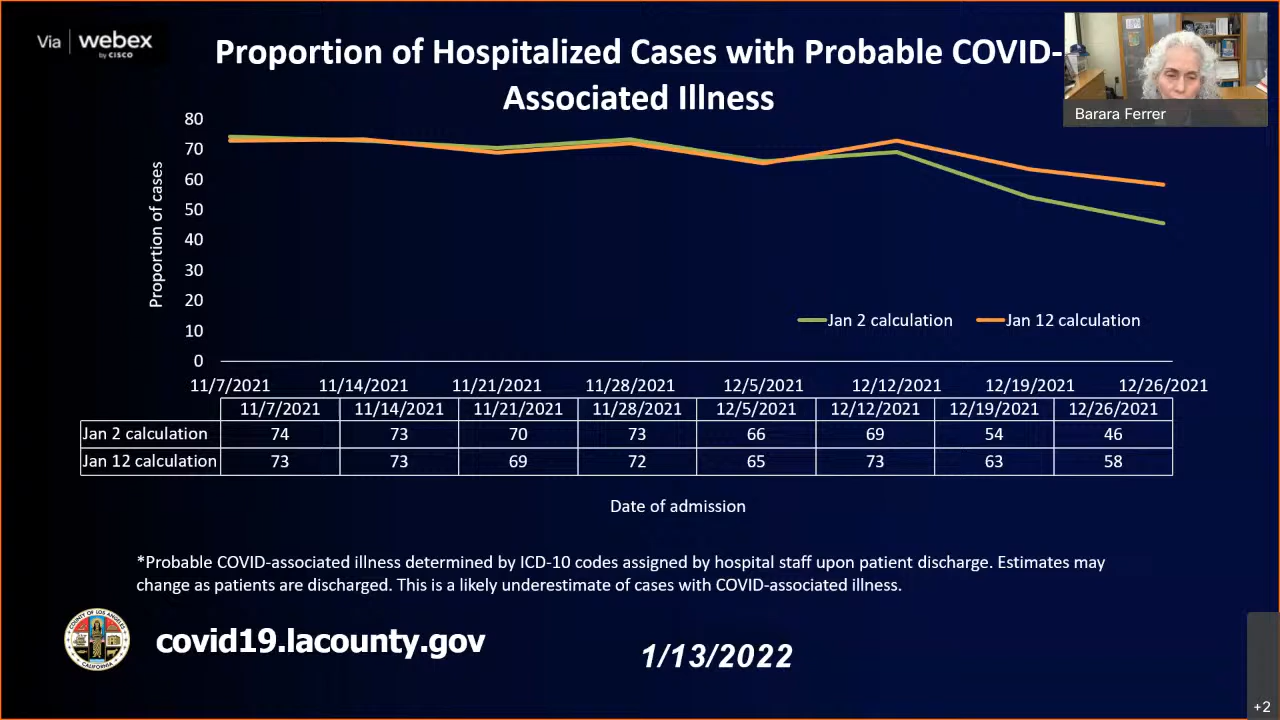 Via | webex
by CISCO
Proportion of Hospitalized Cases with Probable COVID-
Associated Illness
Barara Ferrer
Proportion of cases
80
70
60
50
40
30
20
10
0
Jan 2 calculation Jan 12 calculation
11/7/2021 11/14/2021 11/21/2021 11/28/2021 12/5/2021 12/12/2021 12/19/2021 12/26/2021
11/7/2021 11/14/2021 11/21/2021 11/28/2021 12/5/2021 12/12/2021 12/19/2021 12/26/2021
Jan 2 calculation 74 73 70 73 66 69 54 46
Jan 12 calculation 73 73 69 72 65 73 63 58
Date of admission
*Probable COVID-associated illness determined by ICD-10 codes assigned by hospital staff upon patient discharge. Estimates may
change as patients are discharged. This is a likely underestimate of cases with COVID-associated illness.
COUNTY OF LOS ANGELES
CALIFORNIA
covid19.lacounty.gov
1/13/2022
+2